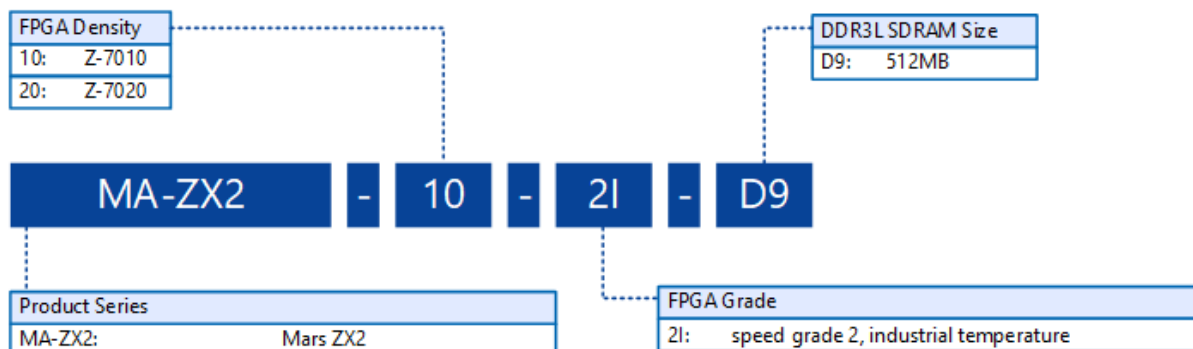 FPGA Density
10: Z-7010
20: Z-7020
DDR3L SDRAM Size
D9: 512MB
MA-ZX2 - 10 - 2I - D9
Product Series
MA-ZX2: Mars ZX2
FPGA Grade
2I: speed grade 2, industrial temperature